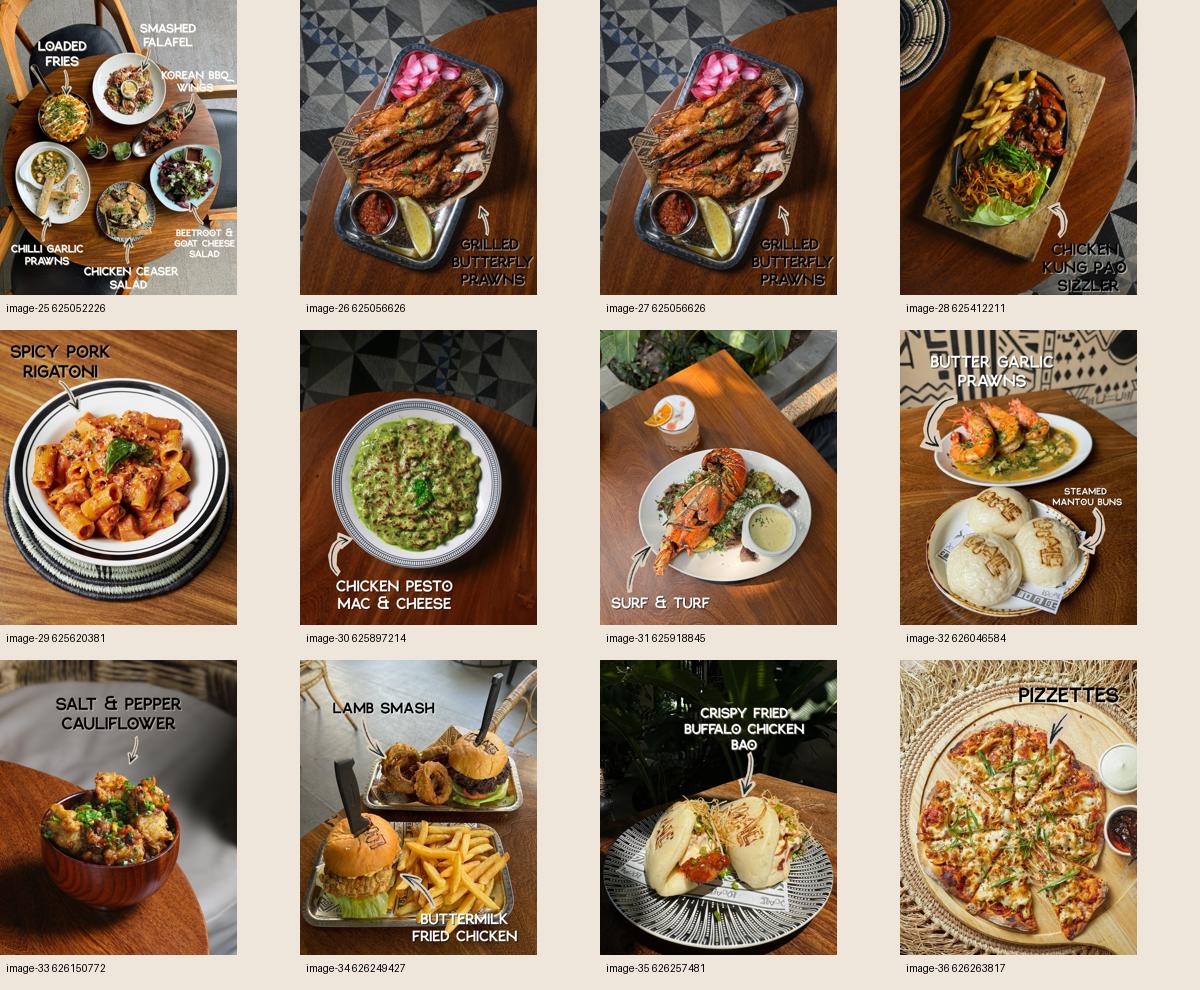 LOADED
FRIES
SMASHED
FALAFEL
KOREAN BBQ
WINGS
CHILLI GARLIC
PRAWNS
CHICKEN CEASER
SALAD
BEETROOT &
GOAT CHEESE
SALAD
image-25 625052226
GRILLED
BUTTERFLY
PRAWNS
image-26 625056626
GRILLED
BUTTERFLY
PRAWNS
image-27 625056626
CHICKEN
KUNG PAO
SIZZLER
image-28 625412211
SPICY PORK
RIGATONI
image-29 625620381
CHICKEN PESTO
MAC & CHEESE
image-30 625897214
SURF & TURF
image-31 625918845
BUTTER GARLIC
PRAWNS
STEAMED
MANTOU BUNS
image-32 626046584
SALT & PEPPER
CAULIFLOWER
image-33 626150772
LAMB SMASH
BUTTERMILK
FRIED CHICKEN
image-34 626249427
CRISPY FRIED
BUFFALO CHICKEN
BAO
image-35 626257481
PIZZETTES
image-36 626263817